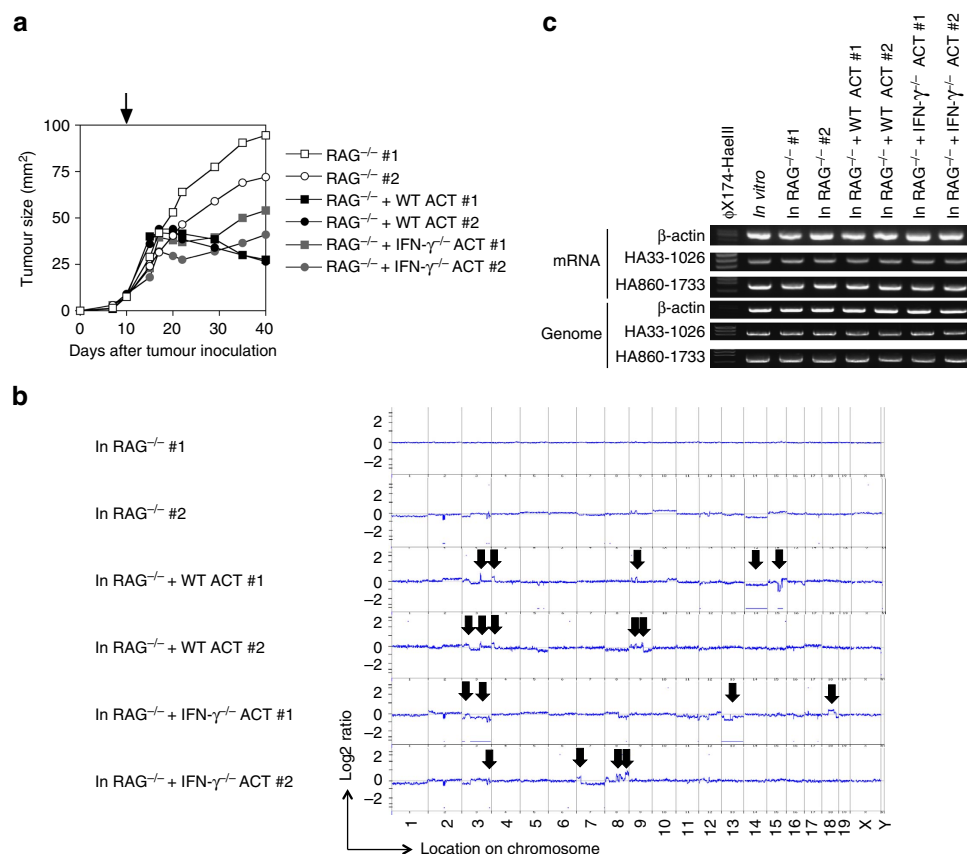 a
Tumour size (mm²)
100
75
50
25
0
0 10 20 30 40
Days after tumour inoculation
RAG⁻/⁻ #1
RAG⁻/⁻ #2
RAG⁻/⁻ + WT ACT #1
RAG⁻/⁻ + WT ACT #2
RAG⁻/⁻ + IFN-γ⁻/⁻ ACT #1
RAG⁻/⁻ + IFN-γ⁻/⁻ ACT #2
c
ϕX174-HaeIII
In vitro
In RAG⁻/⁻ #1
In RAG⁻/⁻ #2
In RAG⁻/⁻ + WT ACT #1
In RAG⁻/⁻ + WT ACT #2
In RAG⁻/⁻ + IFN-γ⁻/⁻ ACT #1
In RAG⁻/⁻ + IFN-γ⁻/⁻ ACT #2
mRNA
β-actin
HA33-1026
HA860-1733
Genome
β-actin
HA33-1026
HA860-1733
b
In RAG⁻/⁻ #1
2
0
−2
In RAG⁻/⁻ #2
2
0
−2
In RAG⁻/⁻ + WT ACT #1
2
0
−2
In RAG⁻/⁻ + WT ACT #2
2
0
−2
In RAG⁻/⁻ + IFN-γ⁻/⁻ ACT #1
2
0
−2
In RAG⁻/⁻ + IFN-γ⁻/⁻ ACT #2
2
0
−2
Log2 ratio
1 2 3 4 5 6 7 8 9 10 11 12 13 14 15 16 17 18 19 X Y
Location on chromosome